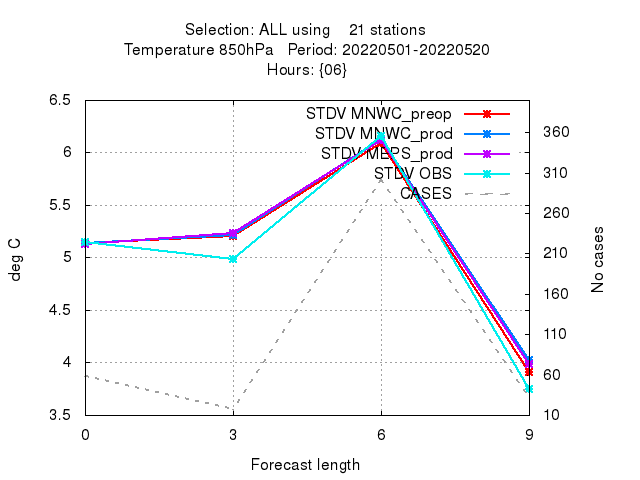 Selection: ALL using    21 stations
Temperature 850hPa   Period: 20220501-20220520
Hours: {06}
STDV MNWC_preop
STDV MNWC_prod
STDV MEPS_prod
STDV OBS
CASES
6.5
6
5.5
5
4.5
4
3.5
360
310
260
210
160
110
60
10
deg C
No cases
0 3 6 9
Forecast length